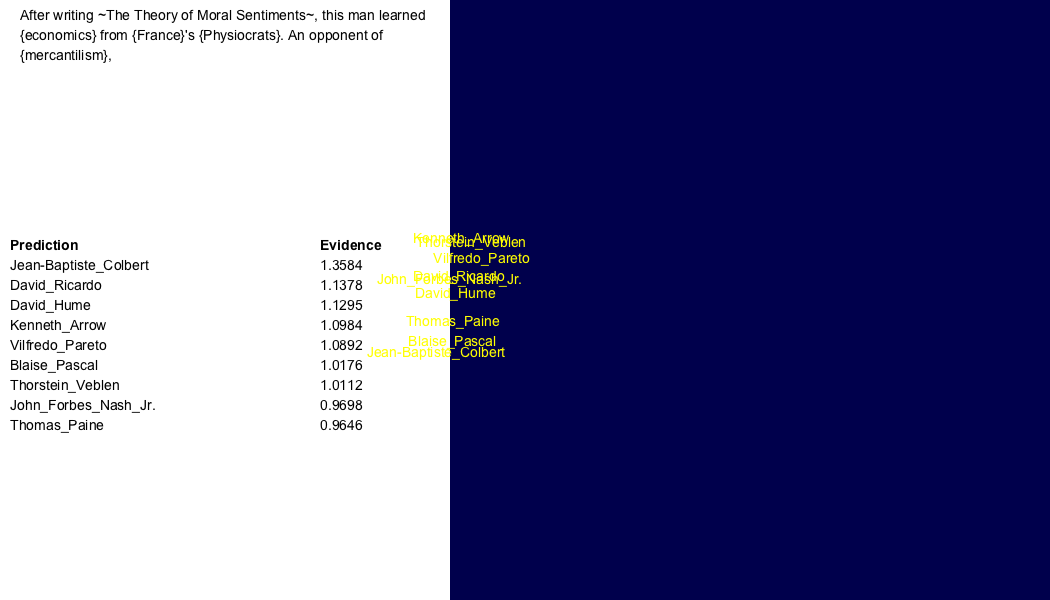 After writing ~The Theory of Moral Sentiments~, this man learned
{economics} from {France}'s {Physiocrats}. An opponent of
{mercantilism},
Prediction Evidence
Jean-Baptiste_Colbert 1.3584
David_Ricardo 1.1378
David_Hume 1.1295
Kenneth_Arrow 1.0984
Vilfredo_Pareto 1.0892
Blaise_Pascal 1.0176
Thorstein_Veblen 1.0112
John_Forbes_Nash_Jr. 0.9698
Thomas_Paine 0.9646
Kenneth_Arrow
Thorstein_Veblen
Vilfredo_Pareto
David_Ricardo
John_Forbes_Nash_Jr.
David_Hume
Thomas_Paine
Blaise_Pascal
Jean-Baptiste_Colbert